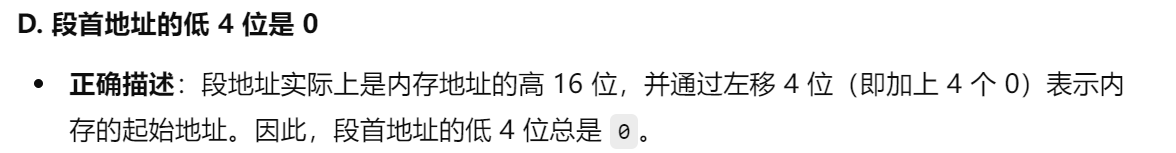 D. 段首地址的低 4 位是 0
• 正确描述：段地址实际上是内存地址的高 16 位，并通过左移 4 位（即加上 4 个 0）表示内
存的起始地址。因此，段首地址的低 4 位总是 0。